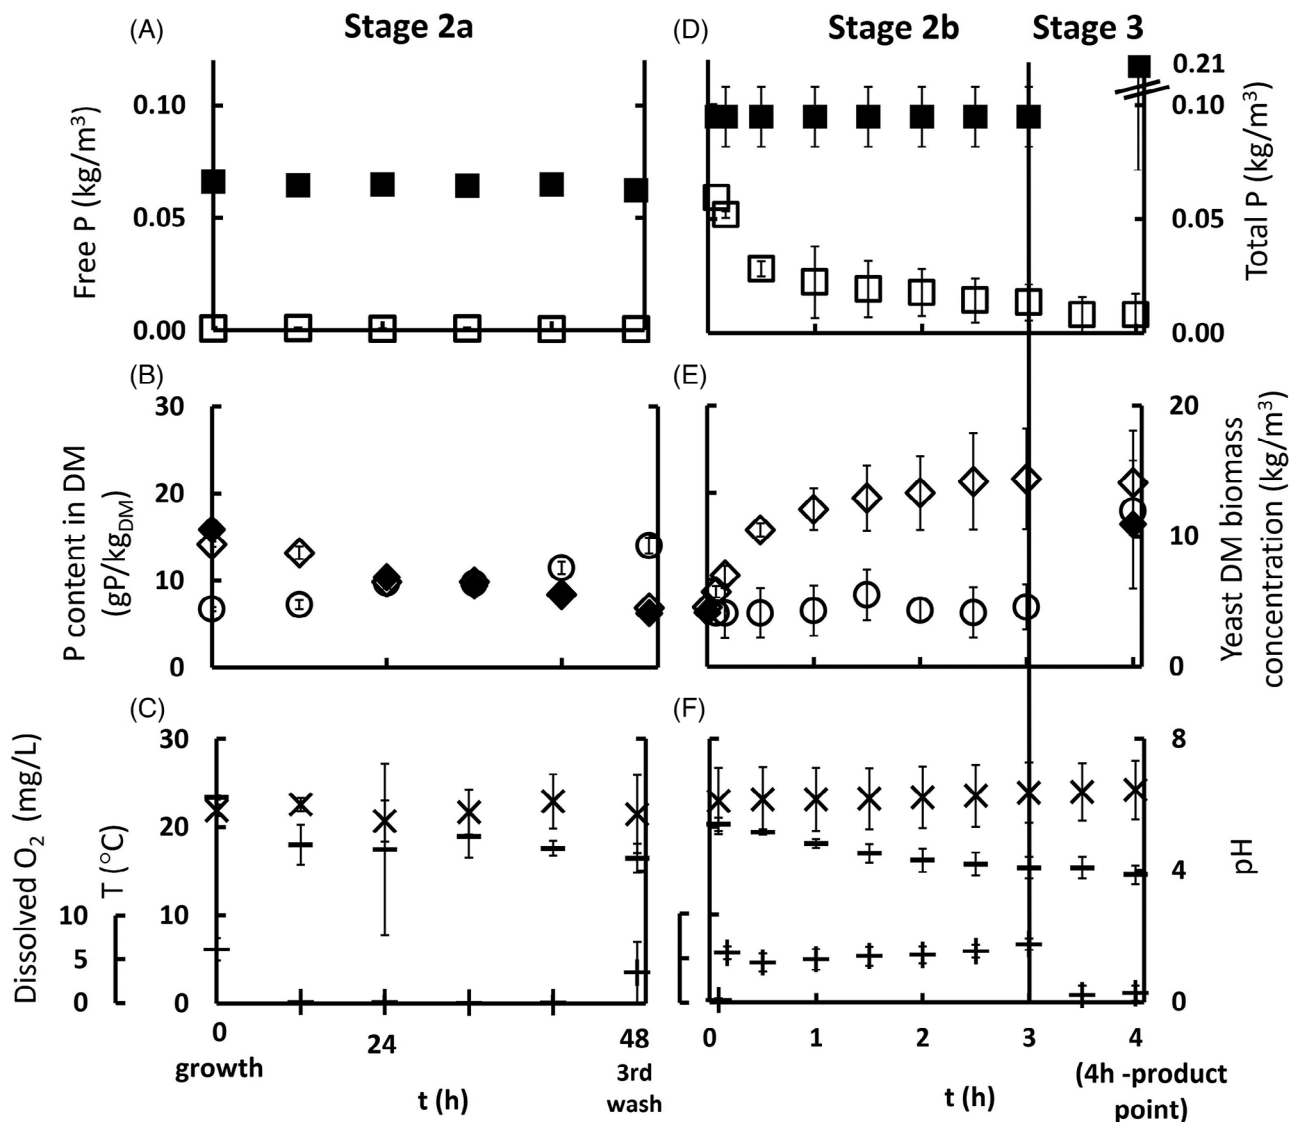 (A)
Stage 2a
(D)
Stage 2b
Stage 3
0.10
0.05
0.00
Free P (kg/m³)
0.21
0.10
0.05
0.00
Total P (kg/m³)
(B)
(E)
30
20
10
0
P content in DM
(gP/kgDM)
20
10
0
Yeast DM biomass
concentration (kg/m³)
(C)
(F)
Dissolved O₂ (mg/L)
T (°C)
30
20
10
0
10
5
0
8
4
0
pH
0
24
48
growth
3rd
wash
t (h)
0
1
2
3
4
t (h)
(4h -product
point)